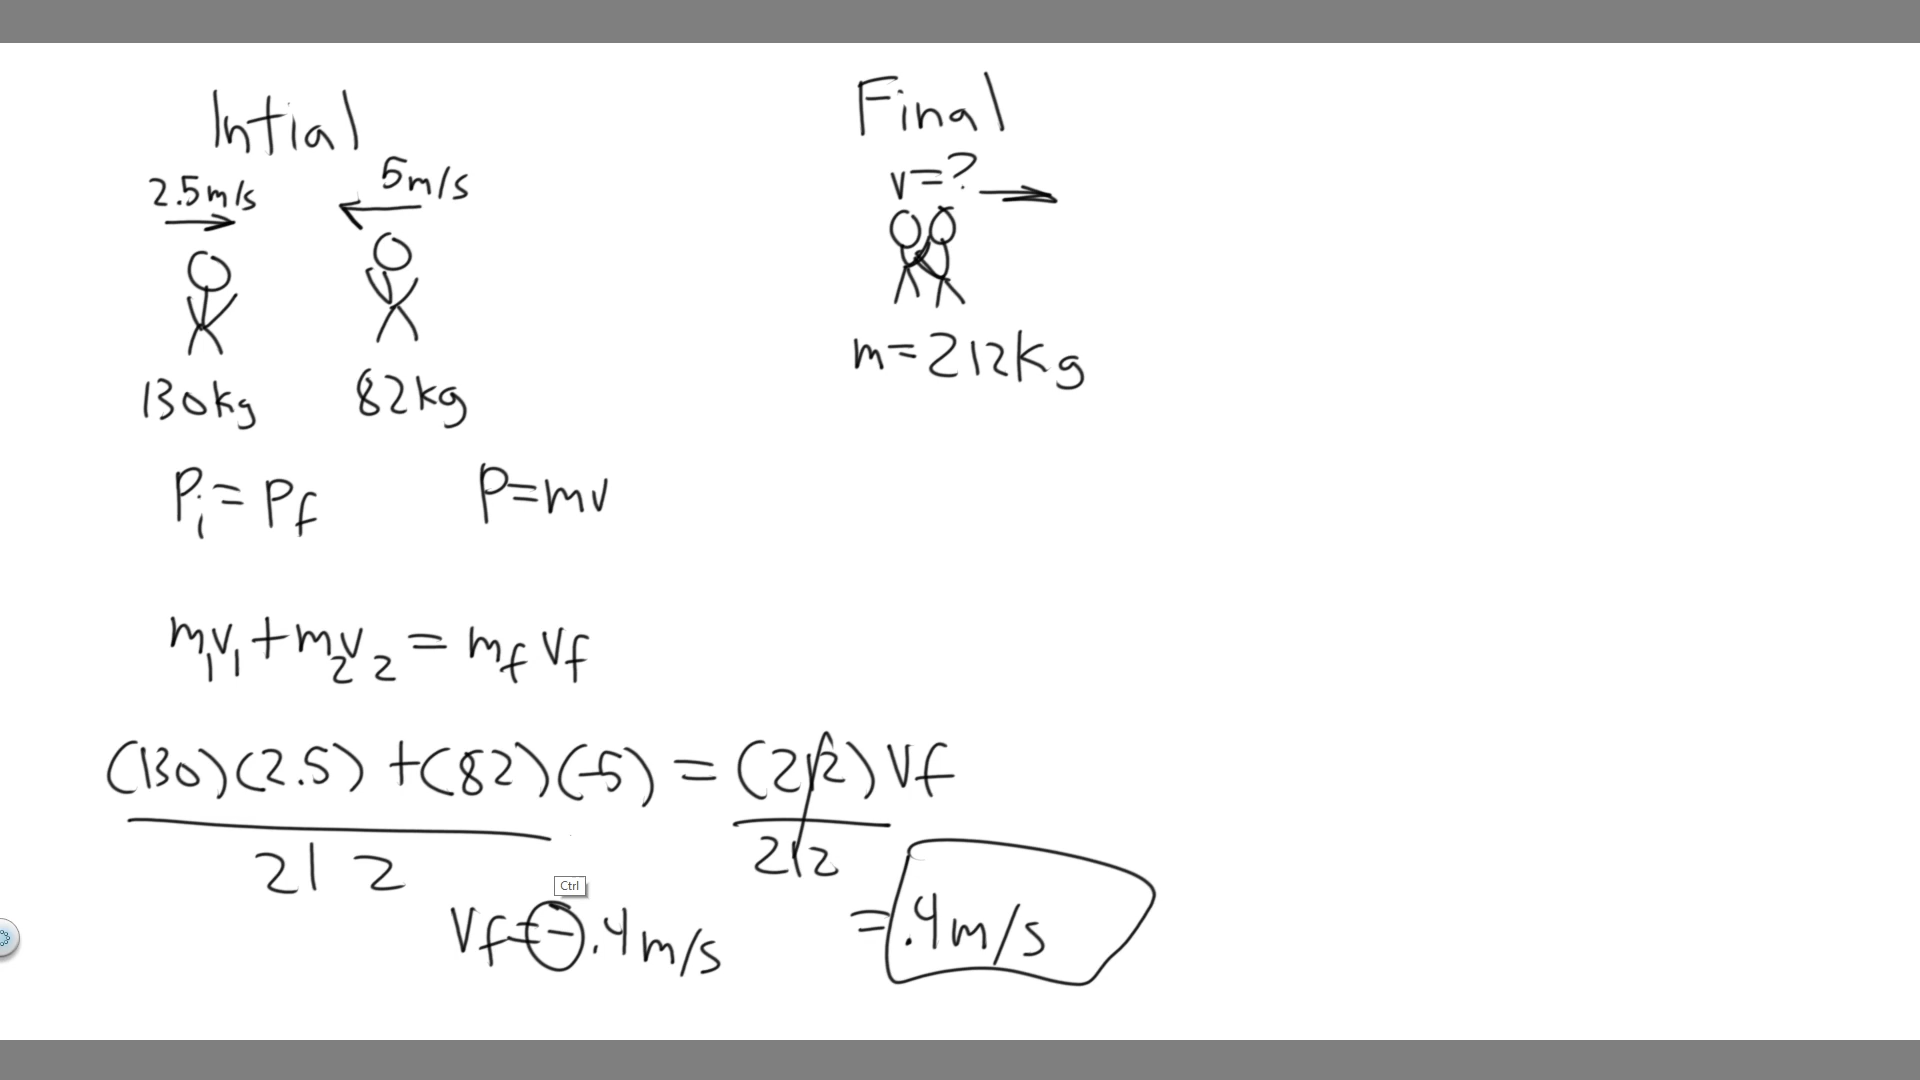 Intial
2.5m/s
5m/s
130kg
82kg
Final
v=?
m=212kg
Pi=Pf
P=mv
m1v1+m2v2=mfvf
(130)(2.5)+(82)(-5)=(212)Vf
212
212
Ctrl
Vf=-.4m/s
=.4m/s